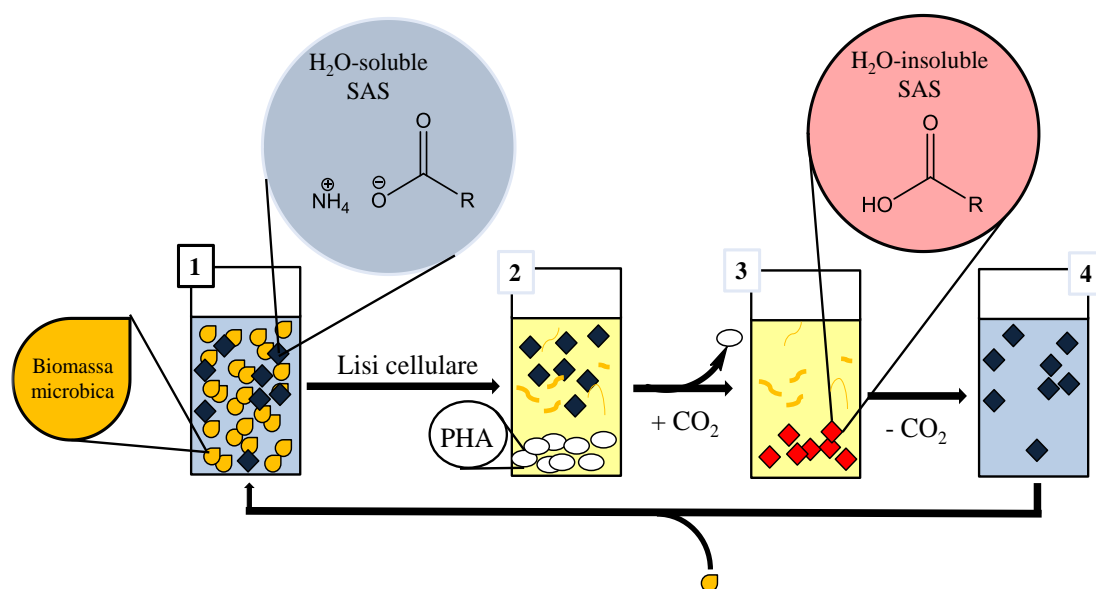 H₂O-soluble
SAS
O
⊕
NH₄
⊖
O
R
H₂O-insoluble
SAS
O
HO
R
1
2
3
4
Biomassa
microbica
Lisi cellulare
PHA
+ CO₂
- CO₂